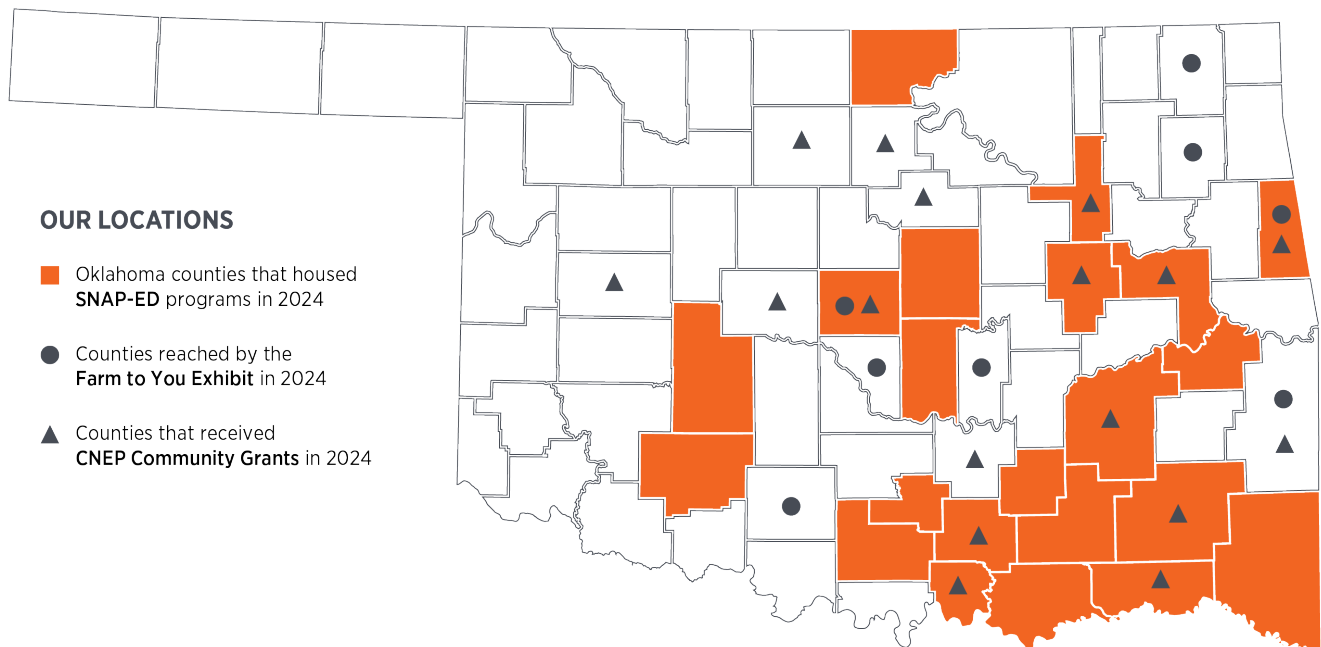 OUR LOCATIONS
Oklahoma counties that housed
SNAP-ED programs in 2024
Counties reached by the
Farm to You Exhibit in 2024
Counties that received
CNEP Community Grants in 2024